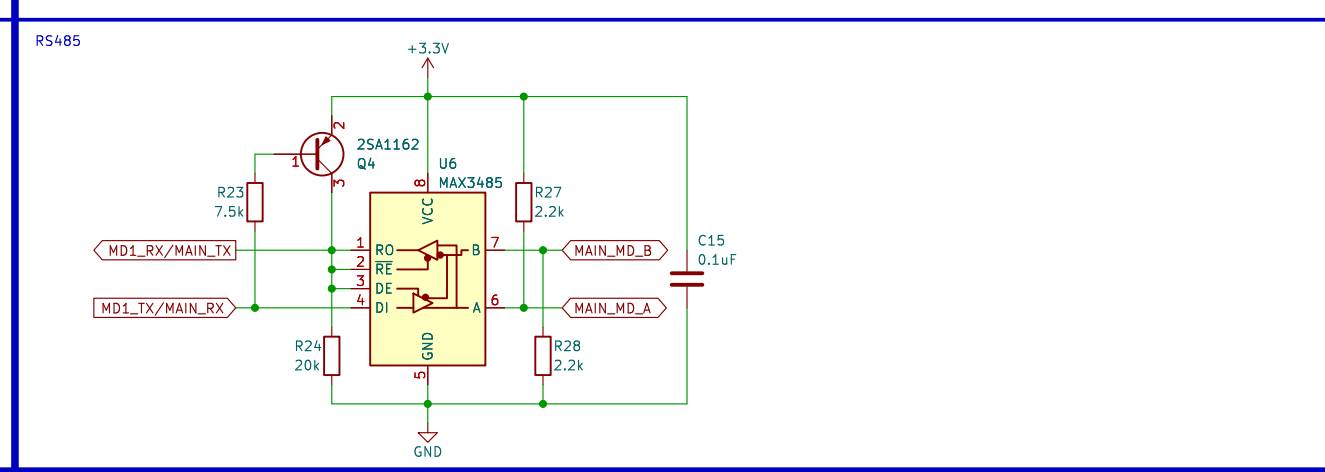 RS485
+3.3V
2
2SA1162
Q4
1
3
U6
MAX3485
8
VCC
R23
7.5k
R27
2.2k
MD1_RX/MAIN_TX
1
RO
B
7
MAIN_MD_B
2
RE
3
DE
MD1_TX/MAIN_RX
4
DI
A
6
MAIN_MD_A
C15
0.1uF
R24
20k
GND
5
R28
2.2k
GND